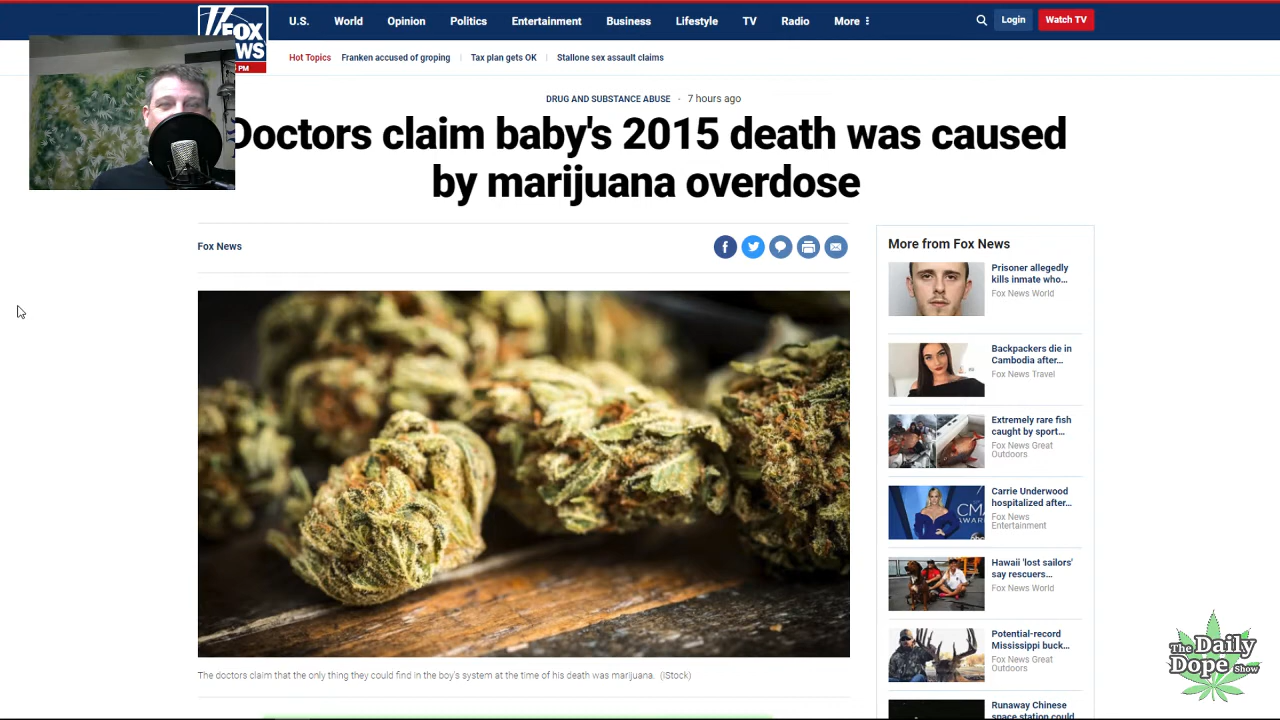 FOX
WS
PM
U.S. World Opinion Politics Entertainment Business Lifestyle TV Radio More
Login
Watch TV
Hot Topics Franken accused of groping Tax plan gets OK Stallone sex assault claims
DRUG AND SUBSTANCE ABUSE - 7 hours ago
Doctors claim baby's 2015 death was caused
by marijuana overdose
Fox News
The doctors claim that the only thing they could find in the boy's system at the time of his death was marijuana. (iStock)
More from Fox News
Prisoner allegedly
kills inmate who...
Fox News World
Backpackers die in
Cambodia after...
Fox News Travel
Extremely rare fish
caught by sport...
Fox News Great
Outdoors
Carrie Underwood
hospitalized after...
Fox News
Entertainment
CMA
AWAR
abc
Hawaii 'lost sailors'
say rescuers...
Fox News World
Potential-record
Mississippi buck...
Fox News Great
Outdoors
Runaway Chinese
space station could
The Daily
Dope Show